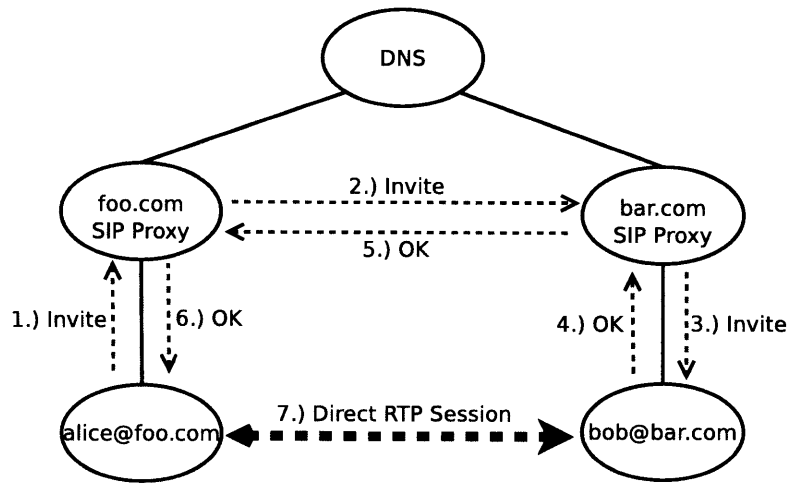 DNS
foo.com
SIP Proxy
2.) Invite
bar.com
SIP Proxy
5.) OK
1.) Invite
6.) OK
4.) OK
3.) Invite
alice@foo.com
7.) Direct RTP Session
bob@bar.com